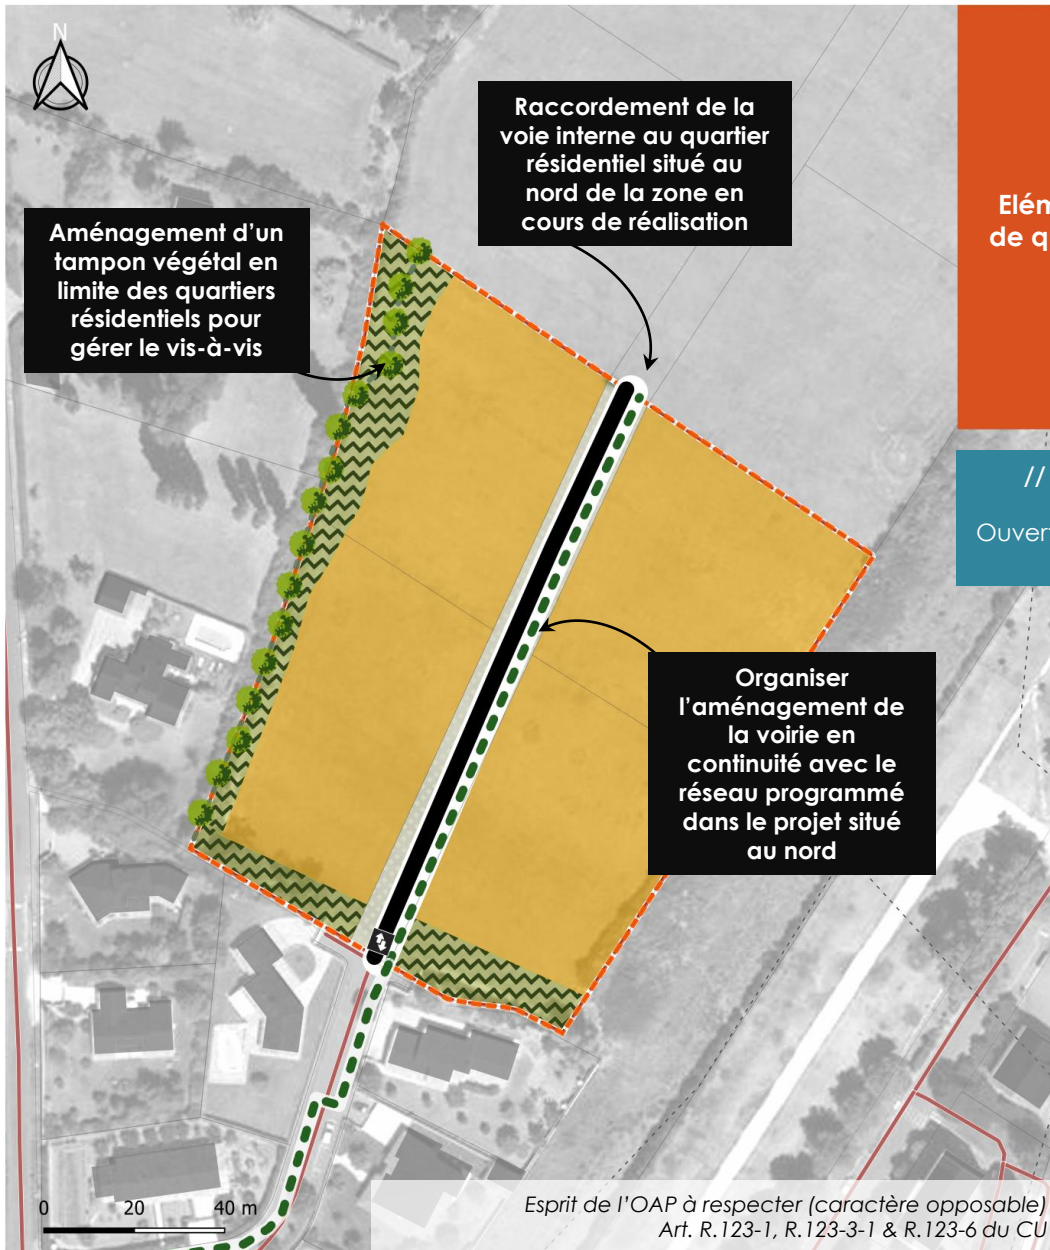 N
Raccordement de la
voie interne au quartier
résidentiel situé au
nord de la zone en
cours de réalisation
Aménagement d’un
tampon végétal en
limite des quartiers
résidentiels pour
gérer le vis-à-vis
Organiser
l’aménagement de
la voirie en
continuité avec le
réseau programmé
dans le projet situé
au nord
//
0 20 40 m
Esprit de l’OAP à respecter (caractère opposable)
Art. R.123-1, R.123-3-1 & R.123-6 du CU